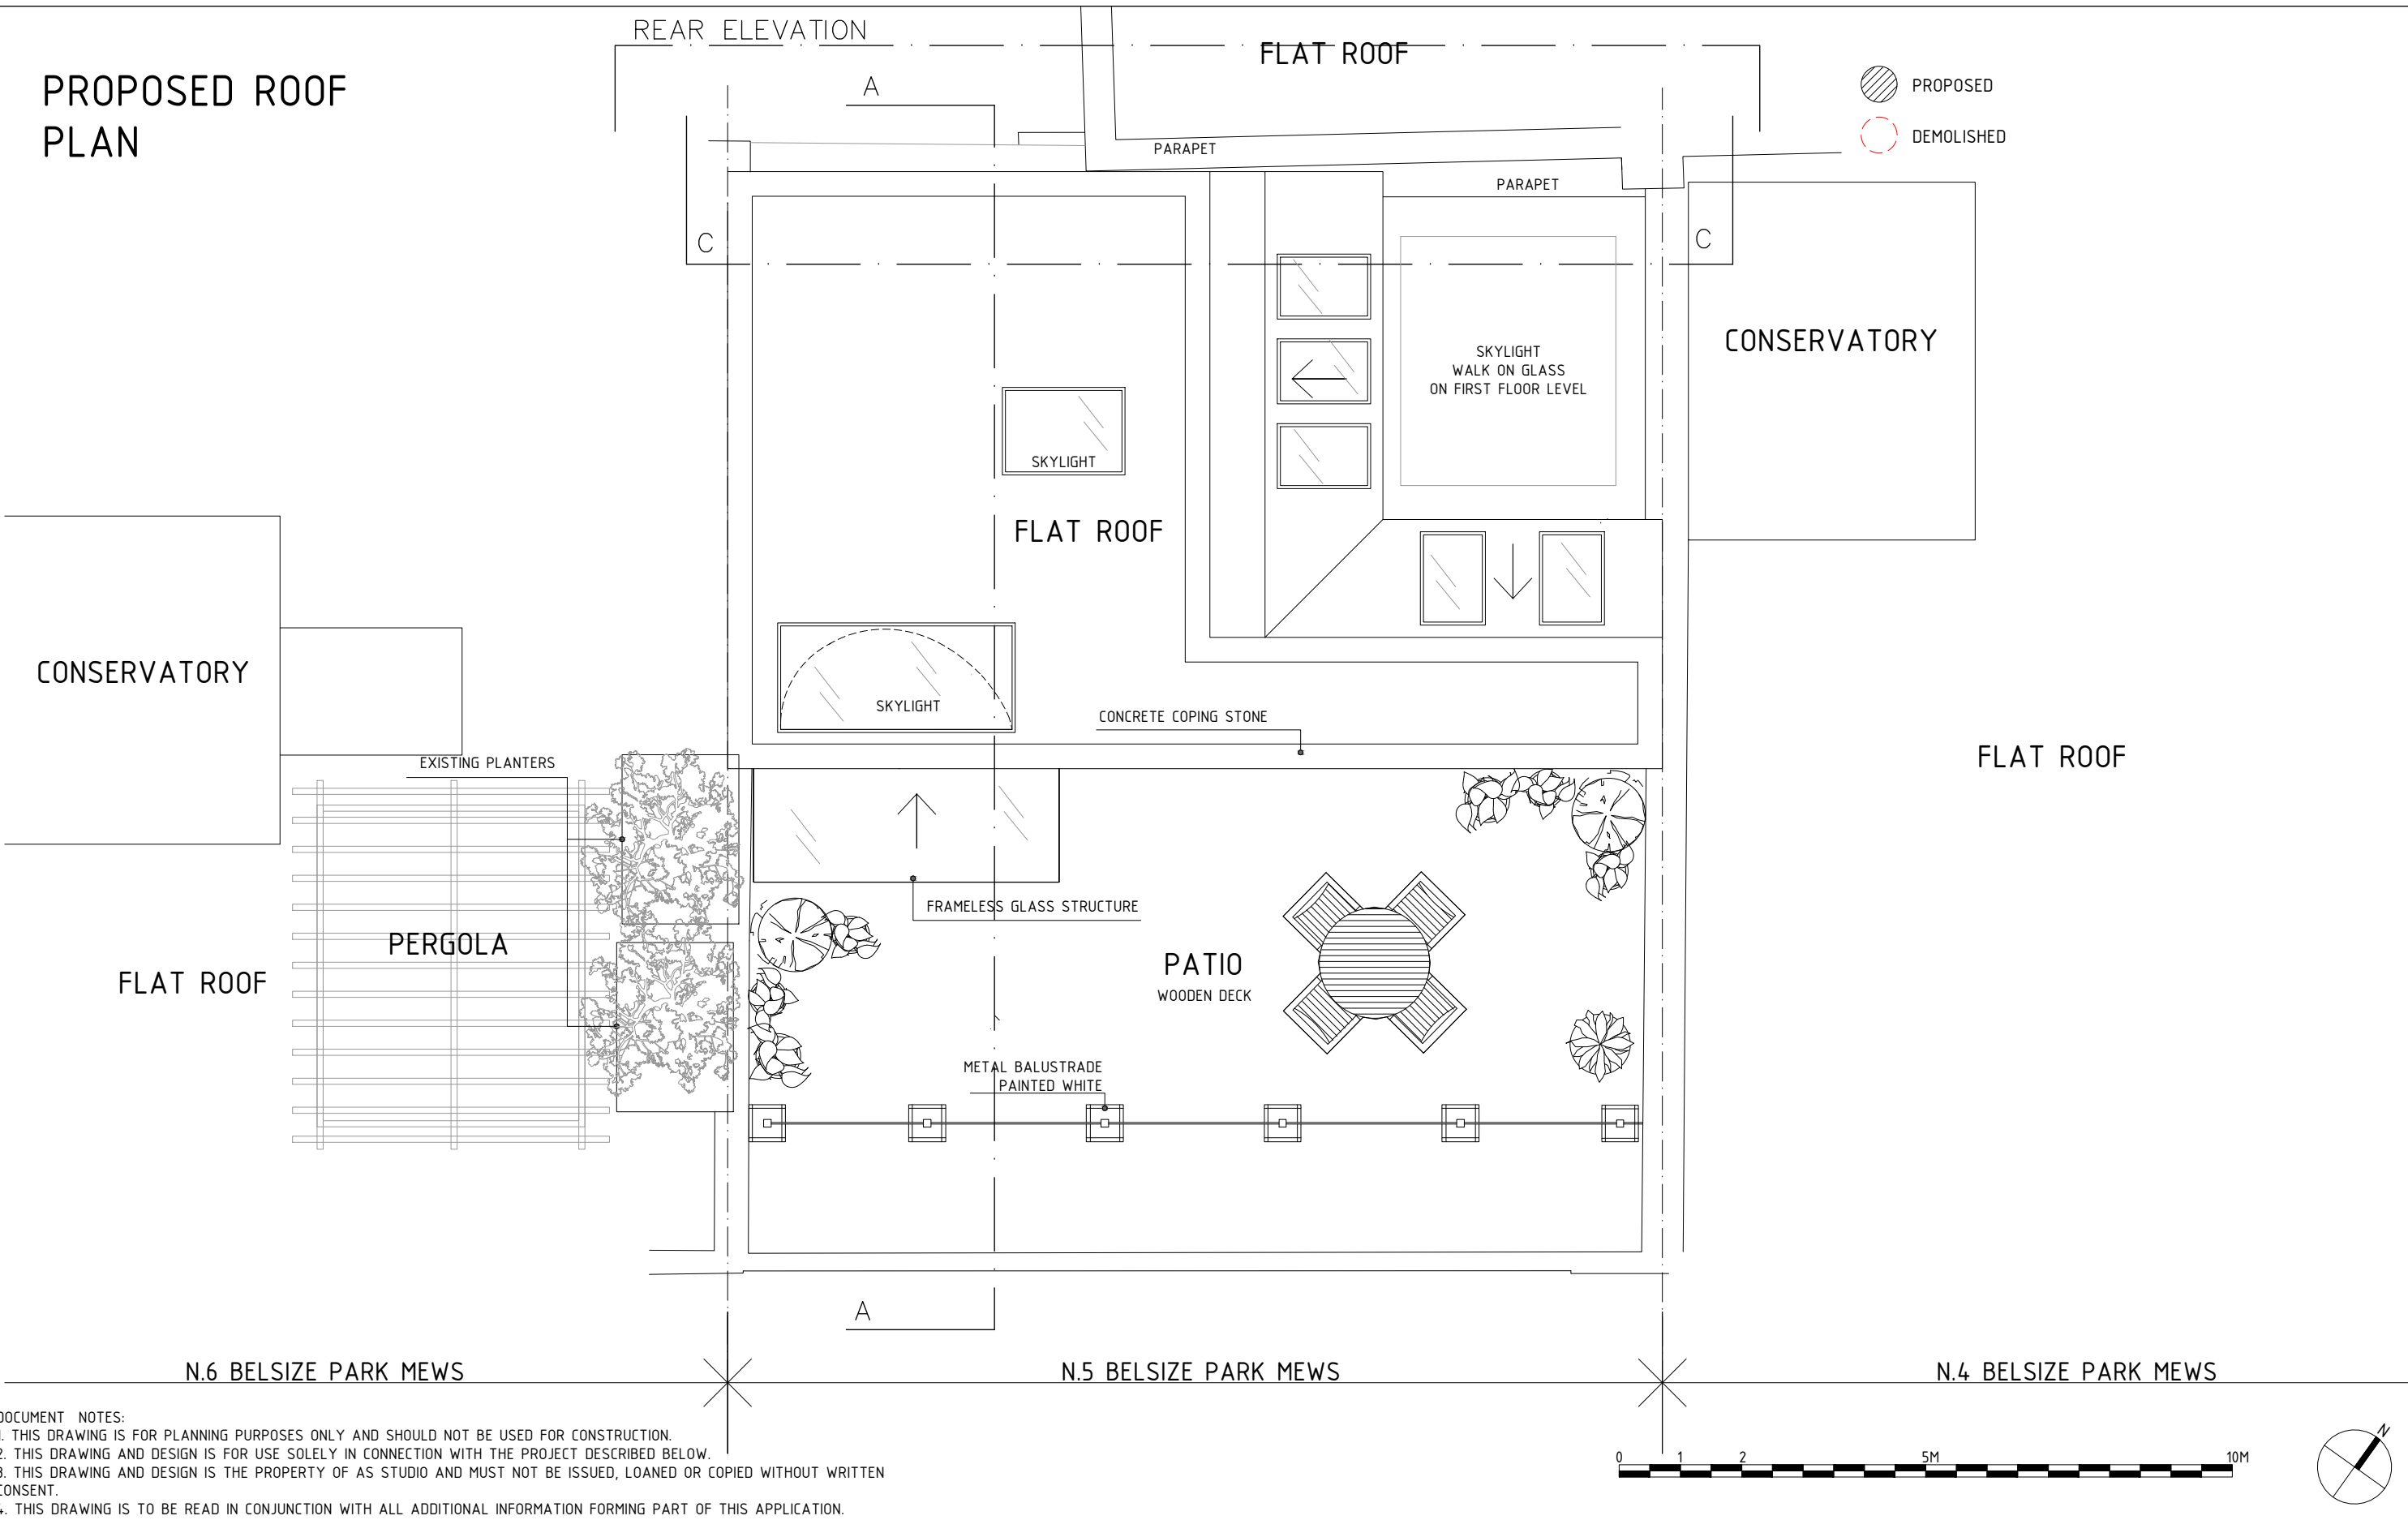 REAR ELEVATION
FLAT ROOF
PROPOSED ROOF
PLAN
A
PROPOSED
DEMOLISHED
PARAPET
PARAPET
C
C
CONSERVATORY
SKYLIGHT
WALK ON GLASS
ON FIRST FLOOR LEVEL
SKYLIGHT
FLAT ROOF
CONSERVATORY
SKYLIGHT
CONCRETE COPING STONE
FLAT ROOF
EXISTING PLANTERS
FRAMELESS GLASS STRUCTURE
PERGOLA
FLAT ROOF
PATIO
WOODEN DECK
METAL BALUSTRADE
PAINTED WHITE
A
N.6 BELSIZE PARK MEWS
N.5 BELSIZE PARK MEWS
N.4 BELSIZE PARK MEWS
DOCUMENT NOTES:
1. THIS DRAWING IS FOR PLANNING PURPOSES ONLY AND SHOULD NOT BE USED FOR CONSTRUCTION.
2. THIS DRAWING AND DESIGN IS FOR USE SOLELY IN CONNECTION WITH THE PROJECT DESCRIBED BELOW.
3. THIS DRAWING AND DESIGN IS THE PROPERTY OF AS STUDIO AND MUST NOT BE ISSUED, LOANED OR COPIED WITHOUT WRITTEN
CONSENT.
4. THIS DRAWING IS TO BE READ IN CONJUNCTION WITH ALL ADDITIONAL INFORMATION FORMING PART OF THIS APPLICATION.
0 1 2 5M 10M
N